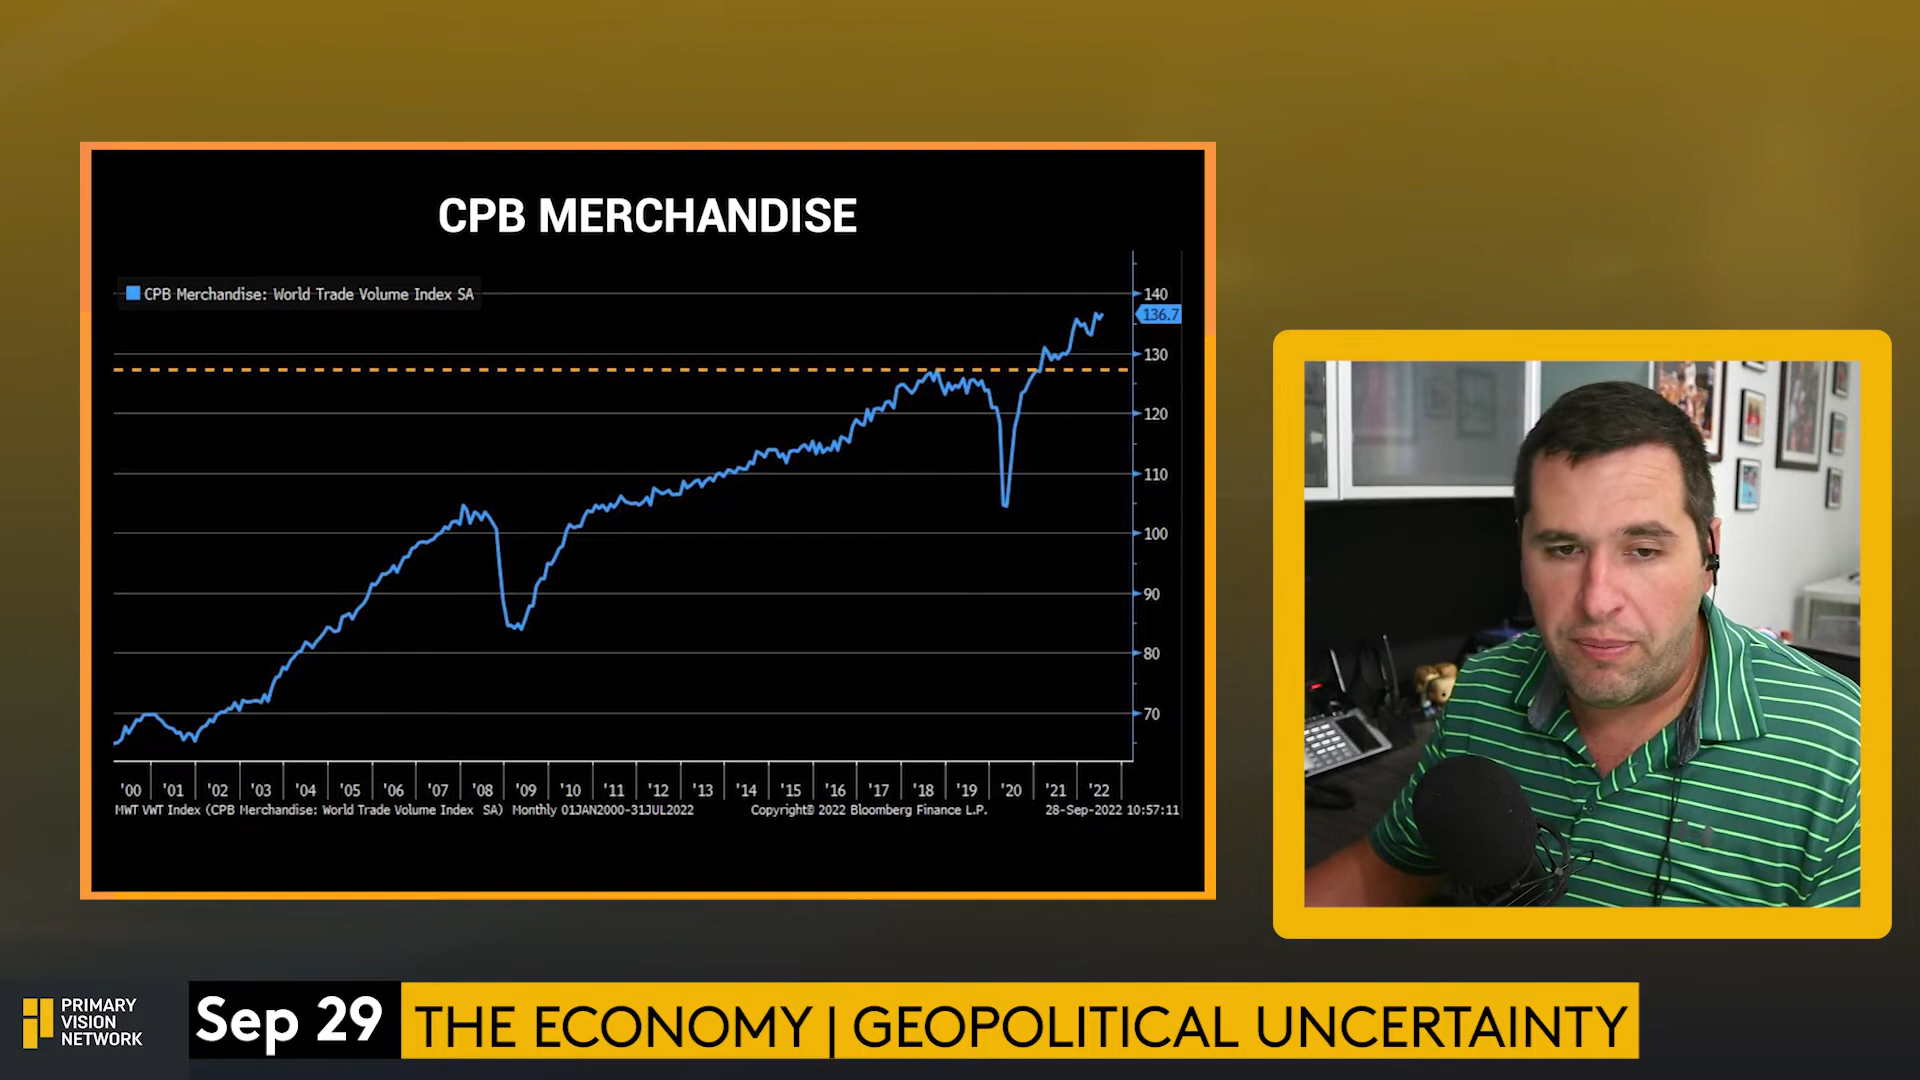 CPB MERCHANDISE
CPB Merchandise: World Trade Volume Index SA
140
136.7
130
120
110
100
90
80
70
'00 '01 '02 '03 '04 '05 '06 '07 '08 '09 '10 '11 '12 '13 '14 '15 '16 '17 '18 '19 '20 '21 '22
MWT VWT Index (CPB Merchandise: World Trade Volume Index SA) Monthly 01JAN2000-31JUL2022 Copyright© 2022 Bloomberg Finance L.P. 28-Sep-2022 10:57:11
PRIMARY
VISION
NETWORK
Sep 29
THE ECONOMY | GEOPOLITICAL UNCERTAINTY